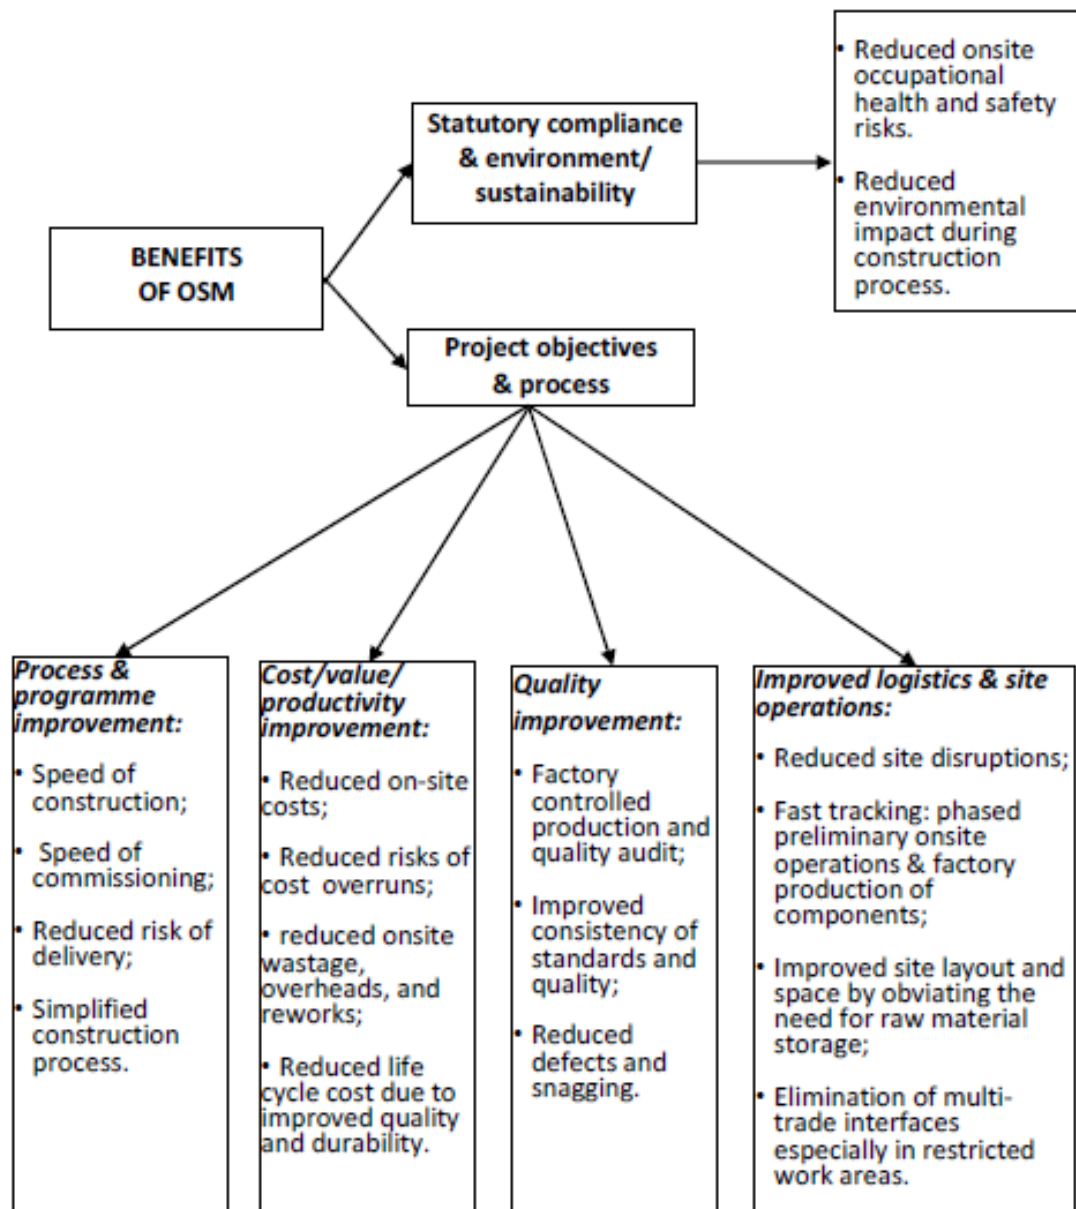 • Reduced onsite
occupational
health and safety
risks.
• Reduced
environmental
impact during
construction
process.
Statutory compliance
& environment/
sustainability
BENEFITS
OF OSM
Project objectives
& process
Process &
programme
improvement:
• Speed of
construction;
• Speed of
commissioning;
• Reduced risk of
delivery;
• Simplified
construction
process.
Cost/value/
productivity
improvement:
• Reduced on-site
costs;
• Reduced risks of
cost overruns;
• reduced onsite
wastage,
overheads, and
reworks;
• Reduced life
cycle cost due to
improved quality
and durability.
Quality
improvement:
• Factory
controlled
production and
quality audit;
• Improved
consistency of
standards and
quality;
• Reduced
defects and
snagging.
Improved logistics & site
operations:
• Reduced site disruptions;
• Fast tracking: phased
preliminary onsite
operations & factory
production of
components;
• Improved site layout and
space by obviating the
need for raw material
storage;
• Elimination of multi-
trade interfaces
especially in restricted
work areas.